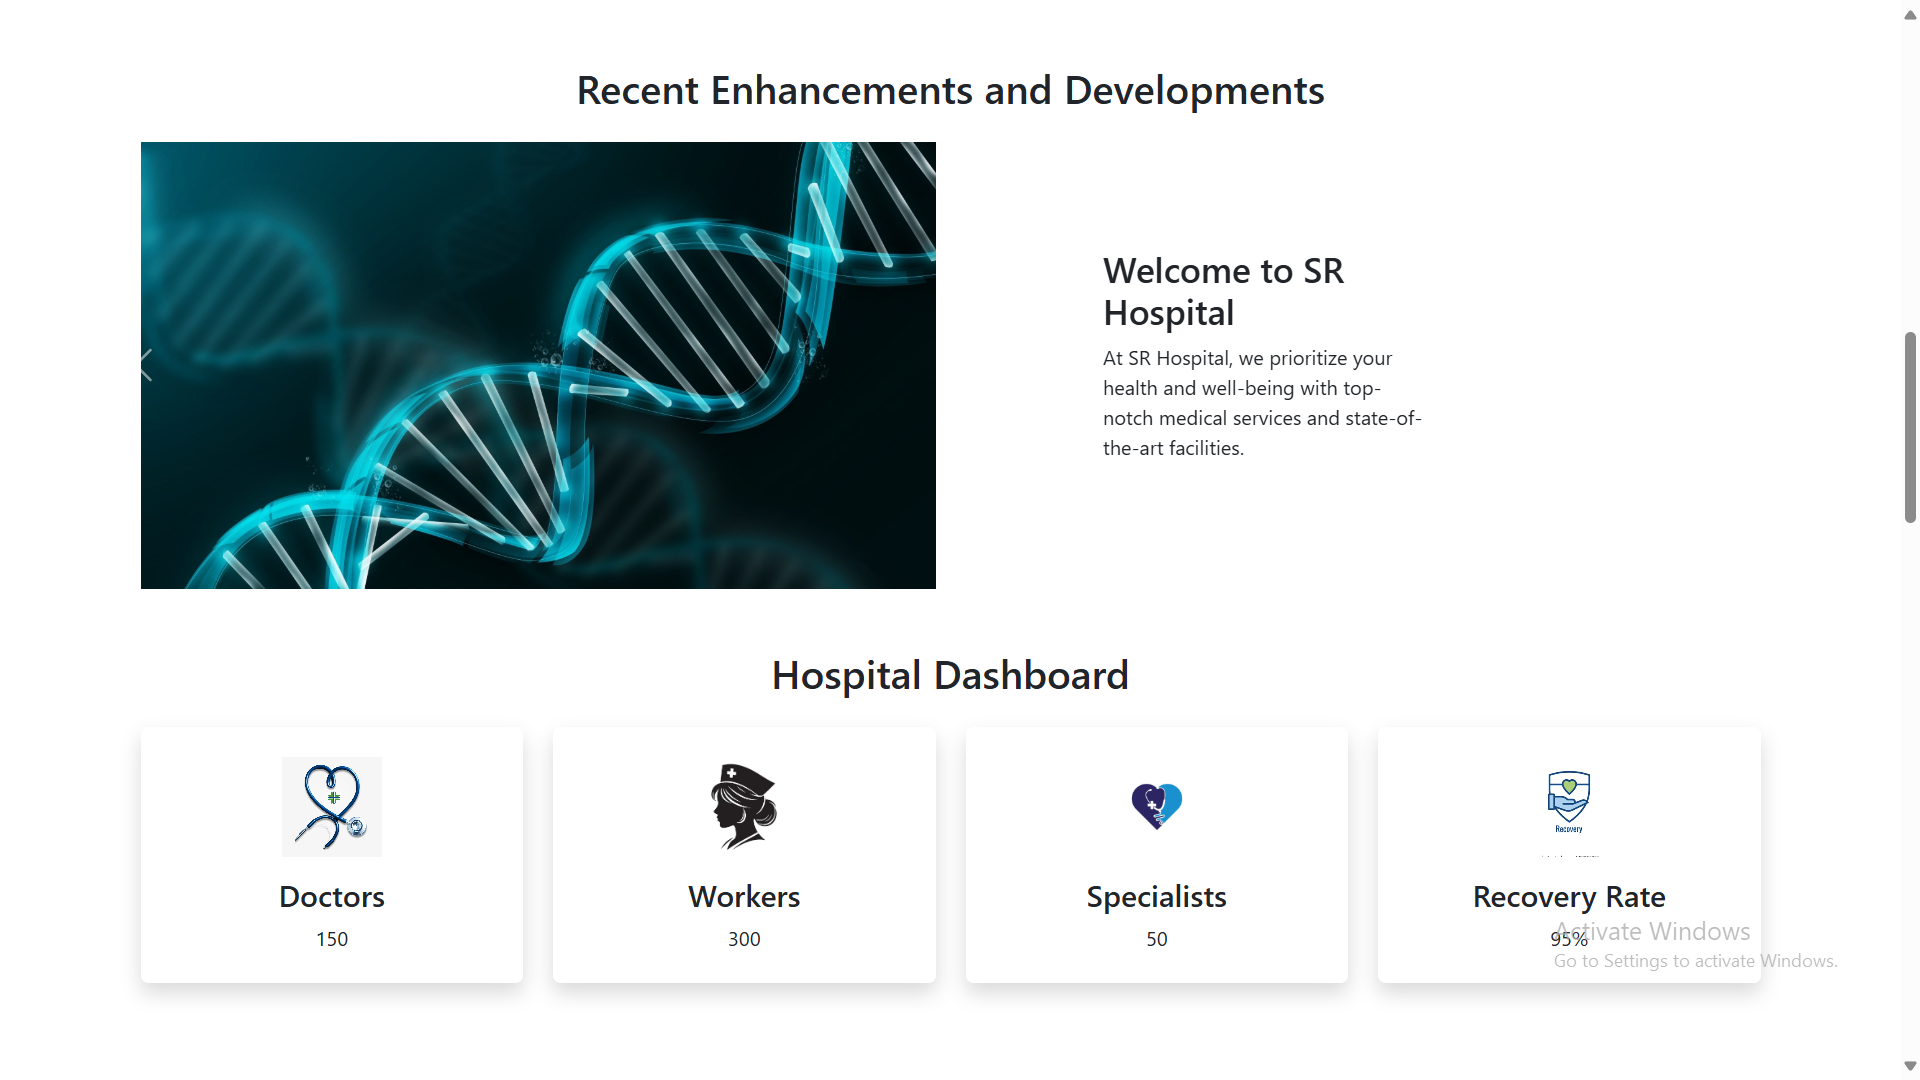 Recent Enhancements and Developments
Welcome to SR
Hospital
At SR Hospital, we prioritize your
health and well-being with top-
notch medical services and state-of-
the-art facilities.
Hospital Dashboard
Recovery
Doctors
150
Workers
300
Specialists
50
Recovery Rate
95%
Activate Windows
Go to Settings to activate Windows.